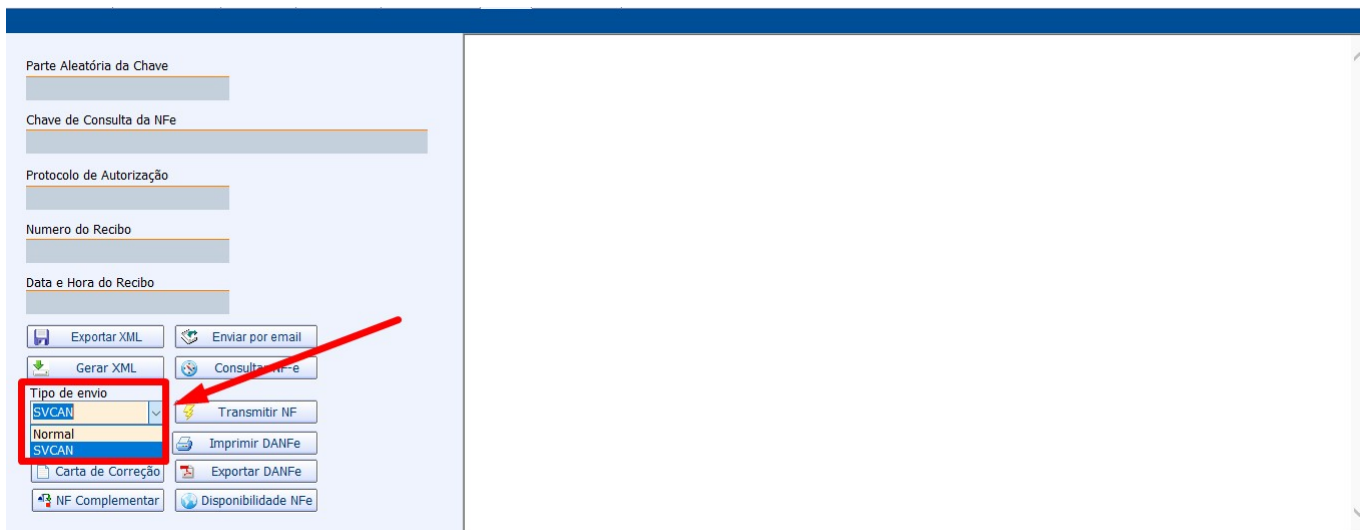 Parte Aleatória da Chave
Chave de Consulta da NFe
Protocolo de Autorização
Numero do Recibo
Data e Hora do Recibo
Exportar XML Enviar por email
Gerar XML Consultar NF-e
Tipo de envio
SVCAN Transmitir NF
Normal
SVCAN Imprimir DANFe
Carta de Correção Exportar DANFe
NF Complementar Disponibilidade NFe